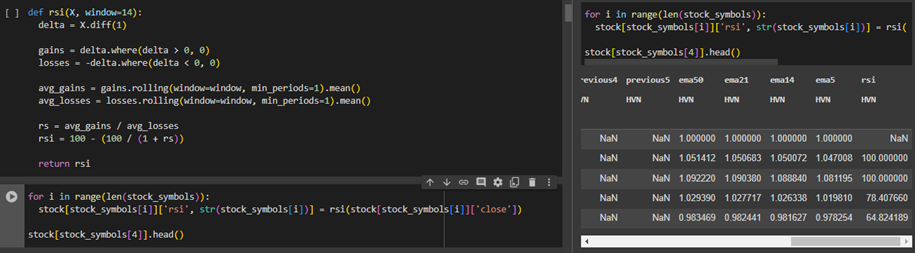 [ ] def rsi(X, window=14):
delta = X.diff(1)
gains = delta.where(delta > 0, 0)
losses = -delta.where(delta < 0, 0)
avg_gains = gains.rolling(window=window, min_periods=1).mean()
avg_losses = losses.rolling(window=window, min_periods=1).mean()
rs = avg_gains / avg_losses
rsi = 100 - (100 / (1 + rs))
return rsi
for i in range(len(stock_symbols)):
stock[stock_symbols[i]]['rsi', str(stock_symbols[i])] = rsi(stock[stock_symbols[i]]['close'])
stock[stock_symbols[4]].head()
for i in range(len(stock_symbols)):
stock[stock_symbols[i]]['rsi', str(stock_symbols[i])] = rsi(
stock[stock_symbols[4]].head()
revious4 previous5 ema50 ema21 ema14 ema5 rsi
VN HVN HVN HVN HVN HVN HVN
NaN NaN 1.000000 1.000000 1.000000 1.000000 NaN
NaN NaN 1.051412 1.050683 1.050072 1.047008 100.000000
NaN NaN 1.092220 1.090380 1.088840 1.081195 100.000000
NaN NaN 1.029390 1.027717 1.026338 1.019810 78.407660
NaN NaN 0.983469 0.982441 0.981627 0.978254 64.824189